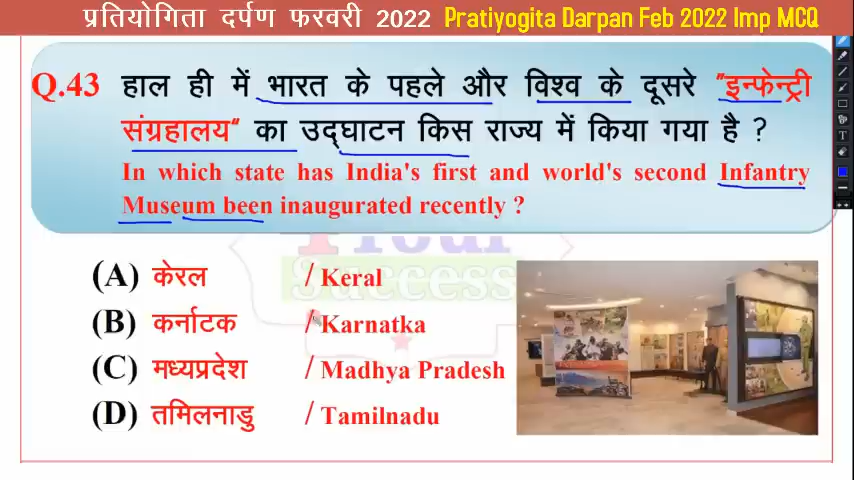 प्रतियोगिता दर्पण फरवरी 2022 Pratiyogita Darpan Feb 2022 Imp MCQ
Q.43 हाल ही में भारत के पहले और विश्व के दूसरे "इन्फेन्ट्री
संग्रहालय" का उद्घाटन किस राज्य में किया गया है ?
In which state has India's first and world's second Infantry
Museum been inaugurated recently ?
Your
Success
(A) केरल / Keral
(B) कर्नाटक / Karnatka
(C) मध्यप्रदेश / Madhya Pradesh
(D) तमिलनाडु / Tamilnadu